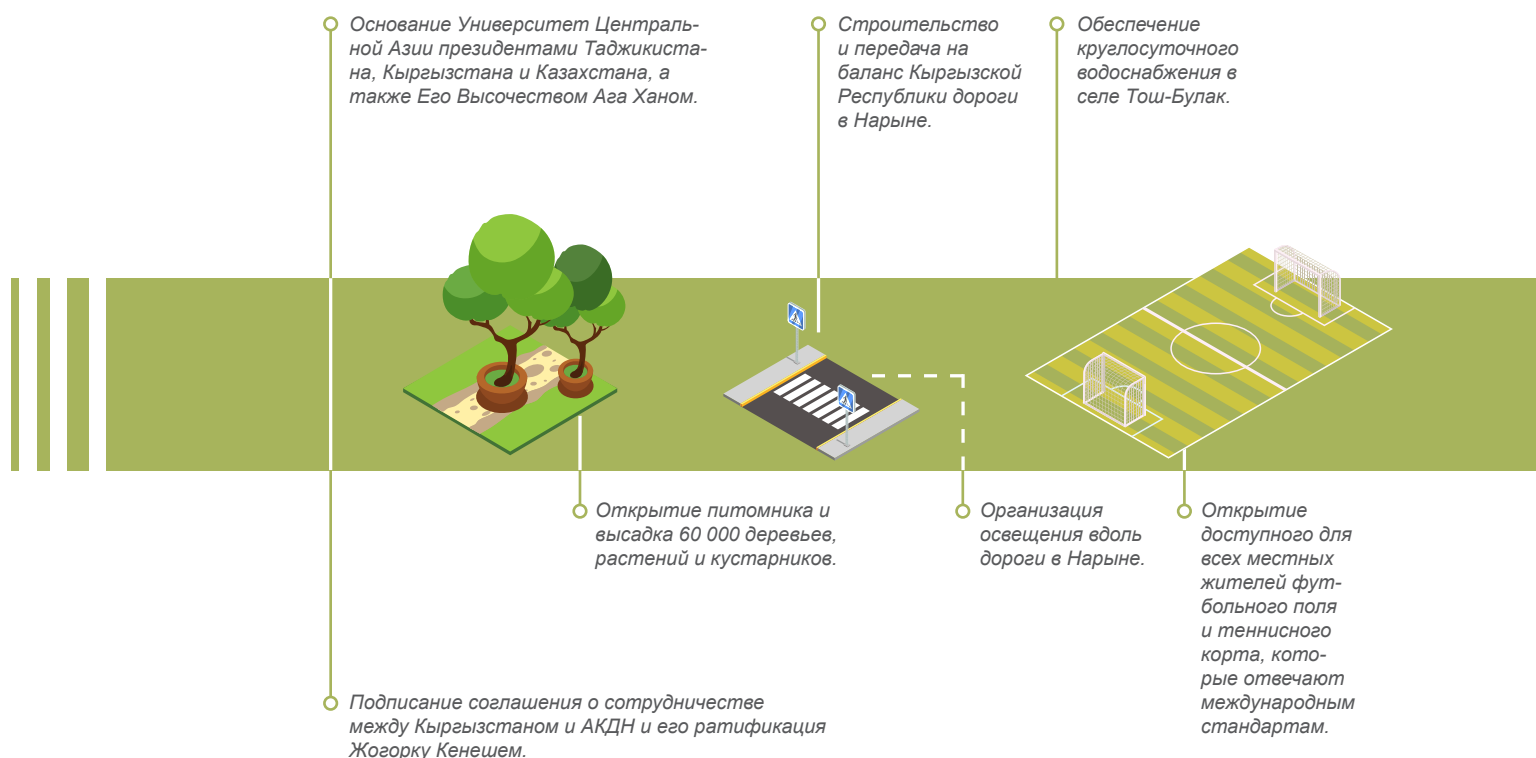 Основание Университет Централь-
ной Азии президентами Таджикиста-
на, Кыргызстана и Казахстана, а
также Его Высочеством Ага Ханом.
Строительство
и передача на
баланс Кыргызской
Республики дороги
в Нарыне.
Обеспечение
круглосуточного
водоснабжения в
селе Тош-Булак.
Открытие питомника и
высадка 60 000 деревьев,
растений и кустарников.
Организация
освещения вдоль
дороги в Нарыне.
Открытие
доступного для
всех местных
жителей фут-
больного поля
и теннисного
корта, кото-
рые отвечают
международным
стандартам.
Подписание соглашения о сотрудничестве
между Кыргызстаном и АКДН и его ратификация
Жогорку Кенешем.